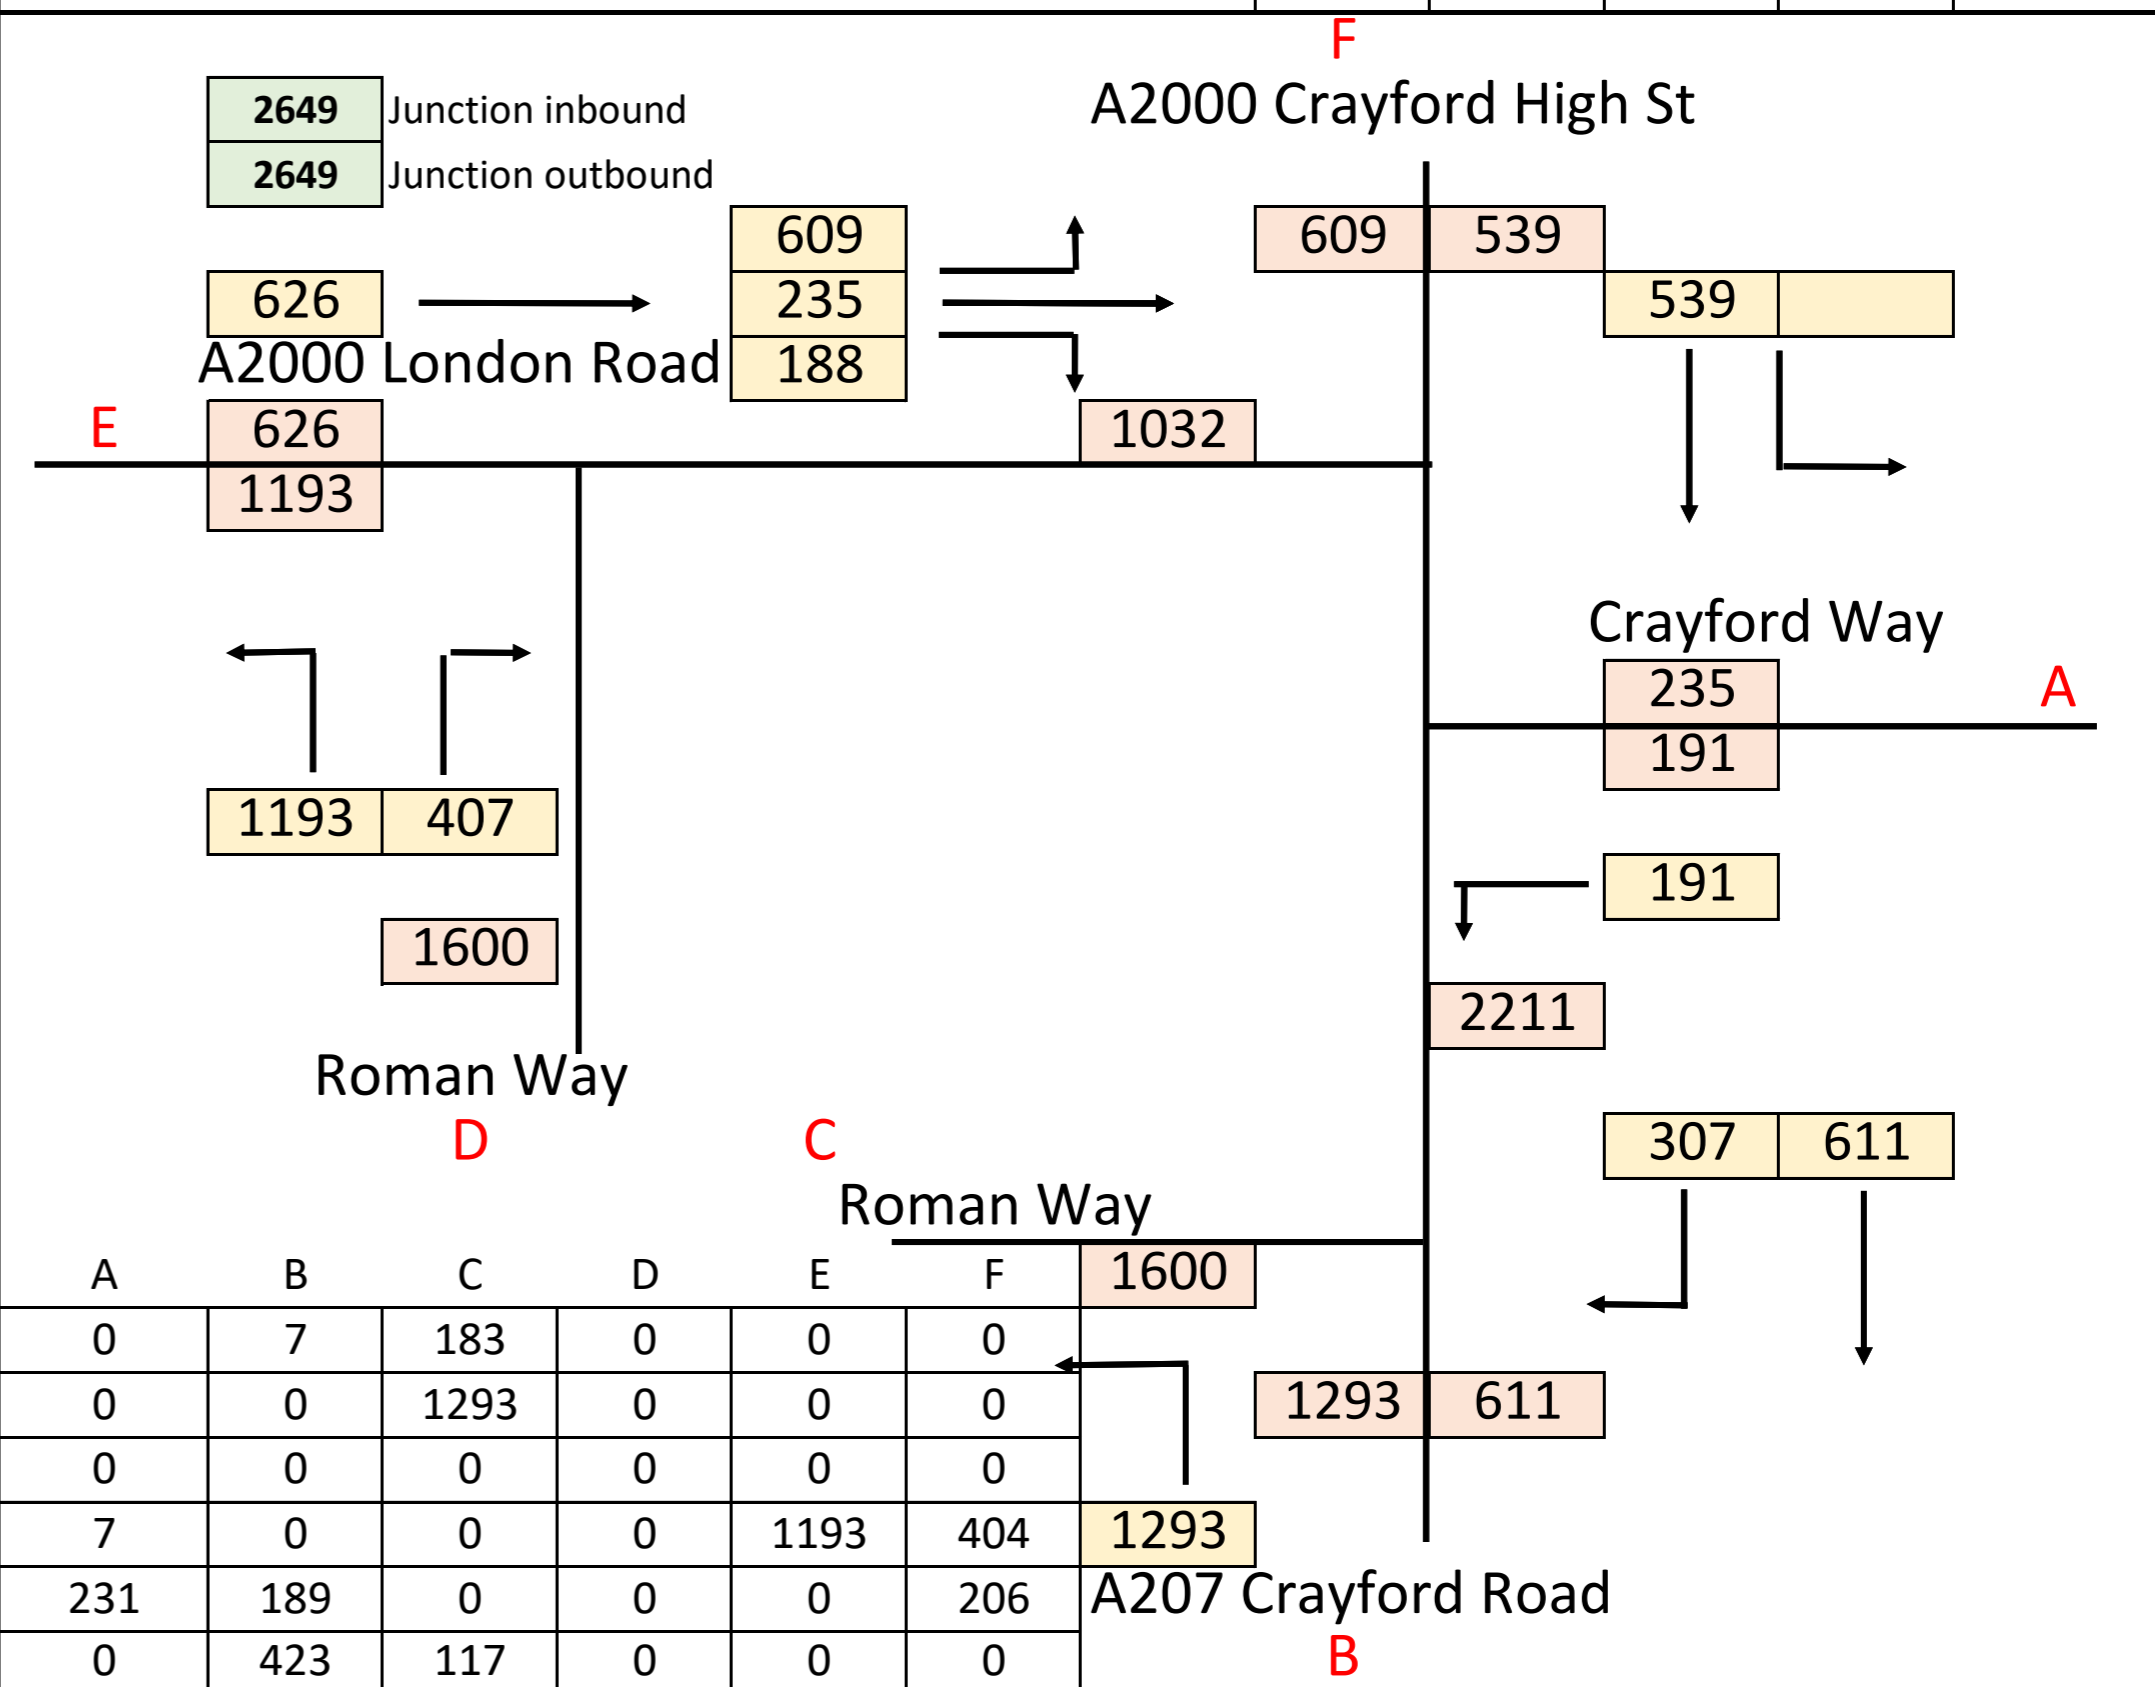 F
A2000 Crayford High St
2649 Junction inbound
2649 Junction outbound
609
609 539
626
235
539
A2000 London Road
188
E
626
1032
1193
Crayford Way
235
A
191
1193 407
191
1600
2211
Roman Way
D
C
307 611
Roman Way
1600
A B C D E F
0 7 183 0 0 0
0 0 1293 0 0 0
1293 611
0 0 0 0 0 0
7 0 0 0 1193 404
1293
231 189 0 0 0 206
A207 Crayford Road
0 423 117 0 0 0
B